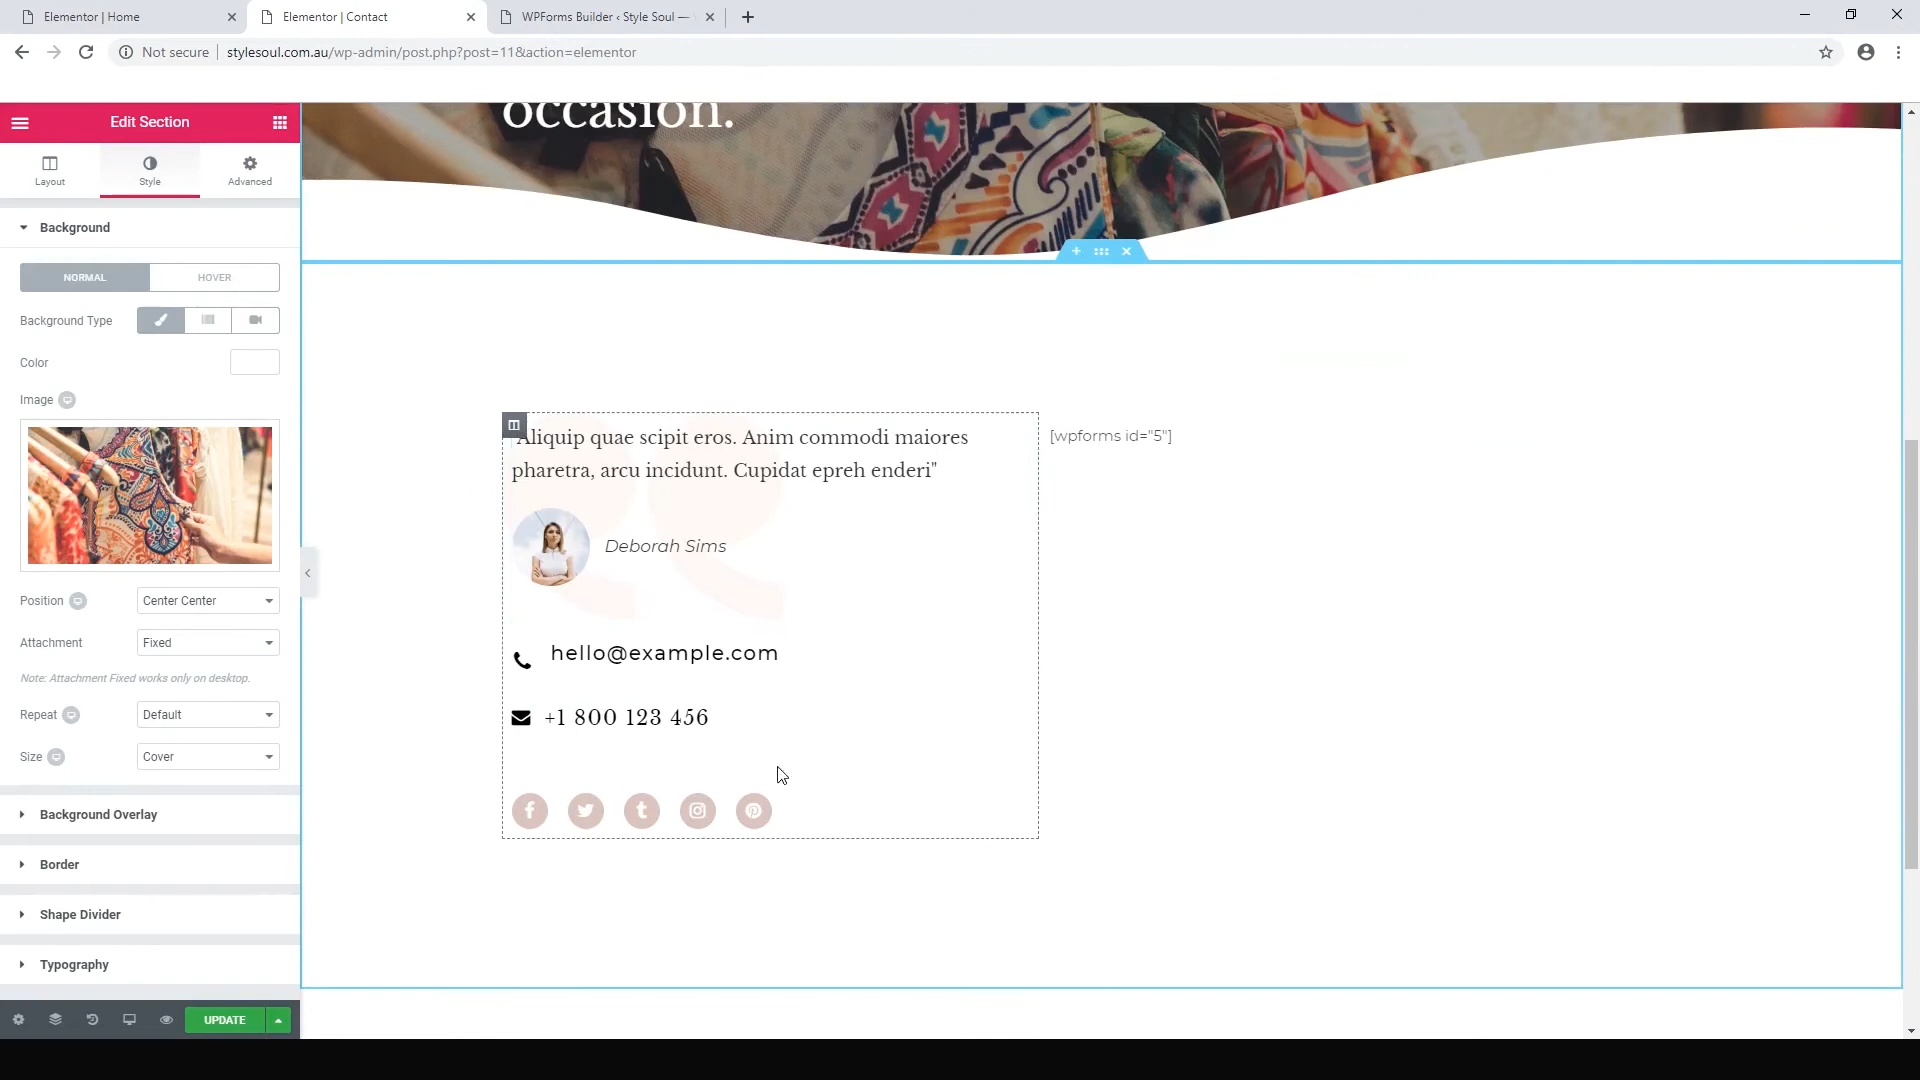 Elementor | Home
Elementor | Contact
WPForms Builder ‹ Style Soul —
Not secure
stylesoul.com.au/wp-admin/post.php?post=11&action=elementor
Edit Section
Layout
Style
Advanced
Background
NORMAL
HOVER
Background Type
Color
Image
Position
Center Center
Attachment
Fixed
Note: Attachment Fixed works only on desktop.
Repeat
Default
Size
Cover
Background Overlay
Border
Shape Divider
Typography
UPDATE
occasion.
"Aliquip quae scipit eros. Anim commodi maiores
pharetra, arcu incidunt. Cupidat epreh enderi"
Deborah Sims
hello@example.com
+1 800 123 456
[wpforms id="5"]